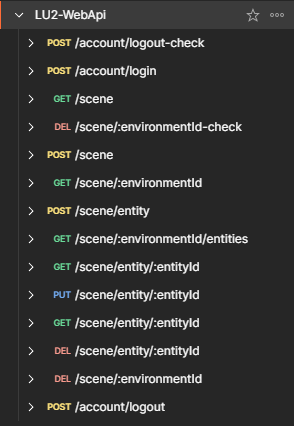 LU2-WebApi
POST /account/logout-check
POST /account/login
GET /scene
DEL /scene/:environmentId-check
POST /scene
GET /scene/:environmentId
POST /scene/entity
GET /scene/:environmentId/entities
GET /scene/entity/:entityId
PUT /scene/entity/:entityId
GET /scene/entity/:entityId
DEL /scene/entity/:entityId
DEL /scene/:environmentId
POST /account/logout